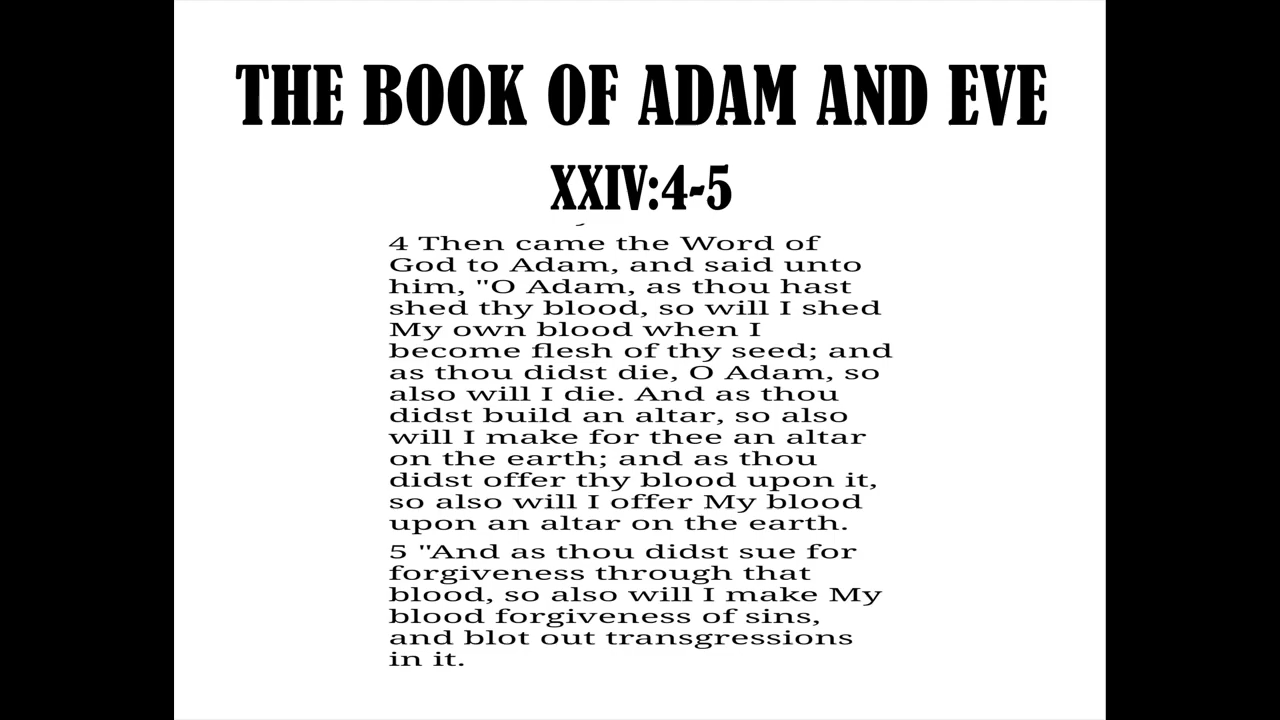 THE BOOK OF ADAM AND EVE
XXIV:4-5
4 Then came the Word of
God to Adam, and said unto
him, "O Adam, as thou hast
shed thy blood, so will I shed
My own blood when I
become flesh of thy seed; and
as thou didst die, O Adam, so
also will I die. And as thou
didst build an altar, so also
will I make for thee an altar
on the earth; and as thou
didst offer thy blood upon it,
so also will I offer My blood
upon an altar on the earth.
5 "And as thou didst sue for
forgiveness through that
blood, so also will I make My
blood forgiveness of sins,
and blot out transgressions
in it.